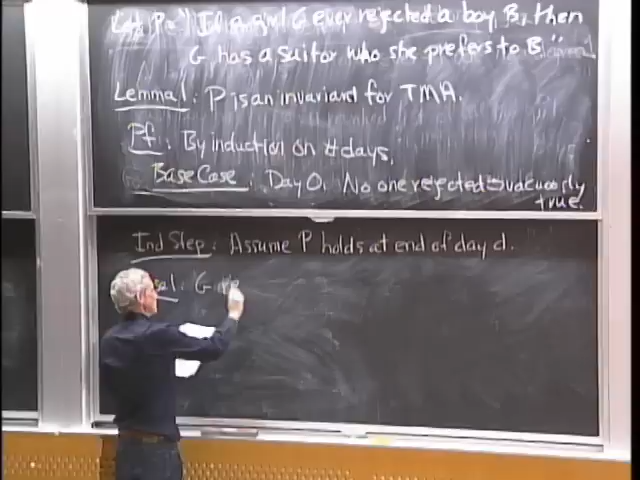 Let P = "If a girl G ever rejected a boy B, then
G has a suitor who she prefers to B"
Lemma 1: P is an invariant for TMA.
Pf: By induction on # days.
Base Case: Day 0. No one rejected ⇒ vacuously
true.
Ind Step: Assume P holds at end of day d.
G